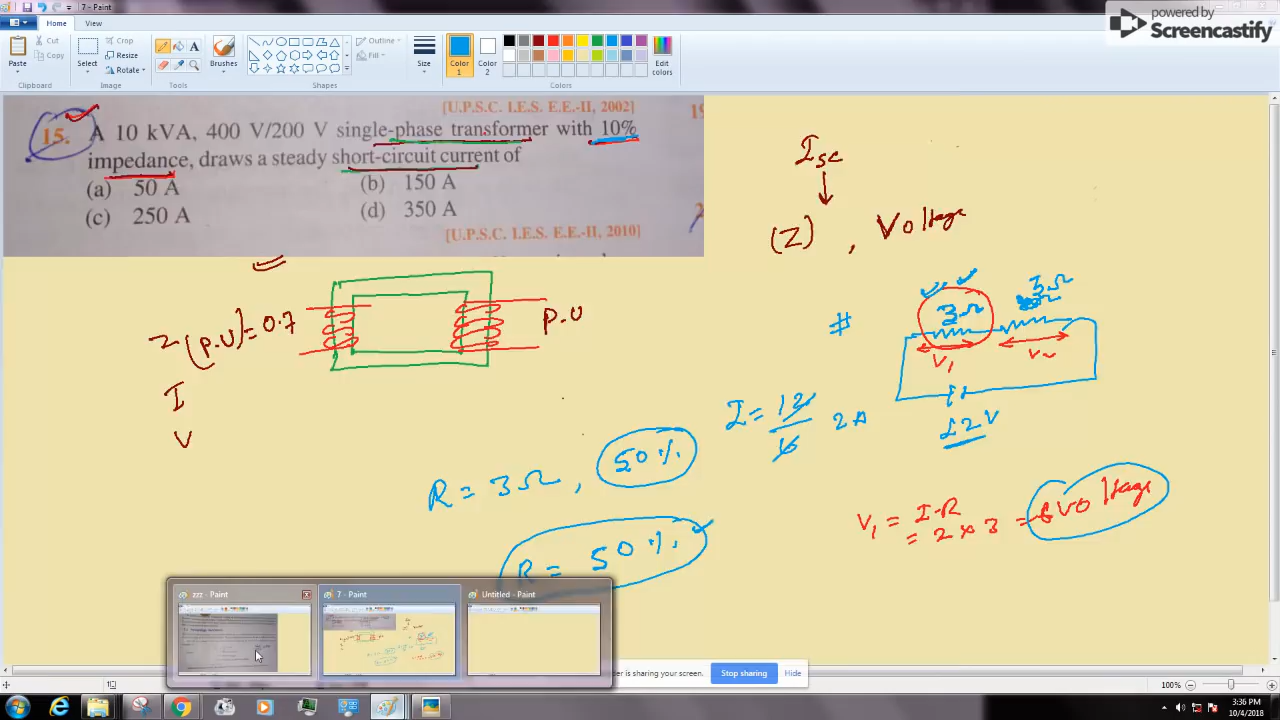 7 - Paint
powered by
Screencastify
Home
View
Cut
Copy
Paste
Clipboard
Crop
Resize
Rotate
Select
Image
A
Tools
Brushes
Shapes
Outline
Fill
Size
Color 1
Color 2
Edit colors
Colors
[U.P.S.C. I.E.S. E.E.-II, 2002]
15. A 10 kVA, 400 V/200 V single-phase transformer with 10%
impedance, draws a steady short-circuit current of
(a) 50 A (b) 150 A
(c) 250 A (d) 350 A
[U.P.S.C. I.E.S. E.E.-II, 2010]
Isc
(Z) , Voltage
Z(P.U)=0.7
P.U
I
V
#
3Ω
3Ω
V1
12 V
I = 12/6 2A
R = 3Ω, 50%
V1 = I·R
= 2 × 3 = 6 Voltage
R = 50%
zzz - Paint
7 - Paint
Untitled - Paint
is sharing your screen.
Stop sharing
Hide
100%
3:36 PM
10/4/2018